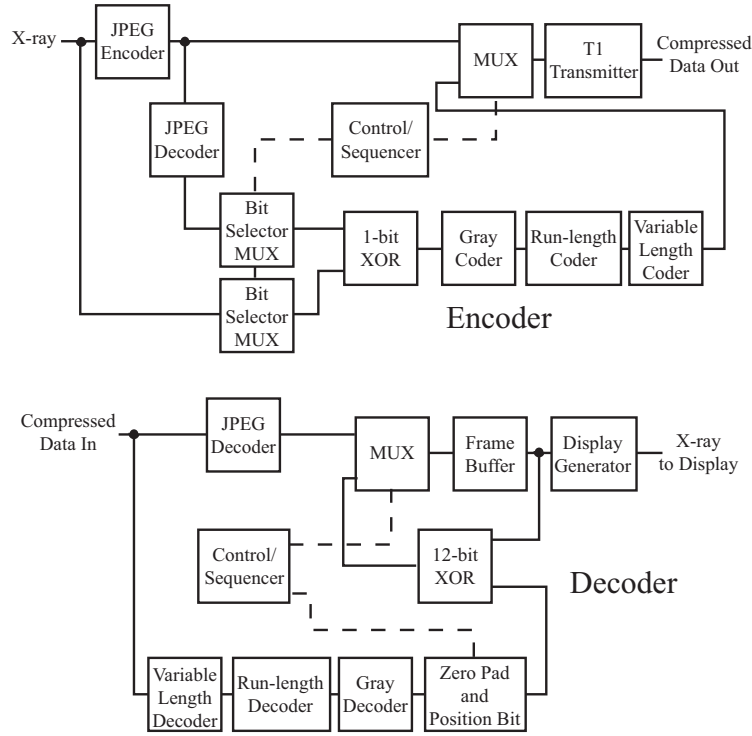 X-ray
JPEG
Encoder
MUX
T1
Transmitter
Compressed
Data Out
JPEG
Decoder
Control/
Sequencer
Bit
Selector
MUX
1-bit
XOR
Gray
Coder
Run-length
Coder
Variable
Length
Coder
Bit
Selector
MUX
Encoder
Compressed
Data In
JPEG
Decoder
MUX
Frame
Buffer
Display
Generator
X-ray
to Display
Control/
Sequencer
12-bit
XOR
Decoder
Variable
Length
Decoder
Run-length
Decoder
Gray
Decoder
Zero Pad
and
Position Bit